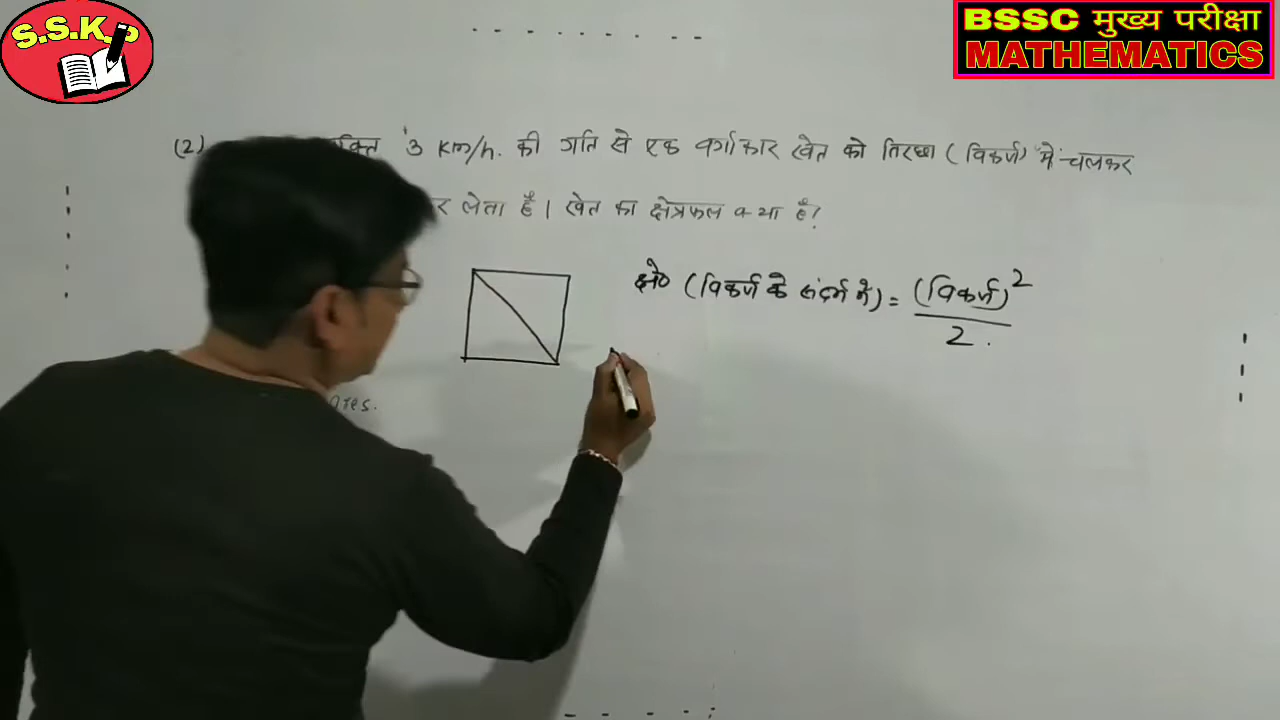 S.S.K.P
BSSC मुख्य परीक्षा
MATHEMATICS
(2) 3 km/h. की गति से एक वर्गाकार खेत को तिरछा (विकर्ण) में चलकर
लेता है। खेत का क्षेत्रफल क्या है?
क्षे० (विकर्ण के संदर्भ में) = (विकर्ण)²
2.